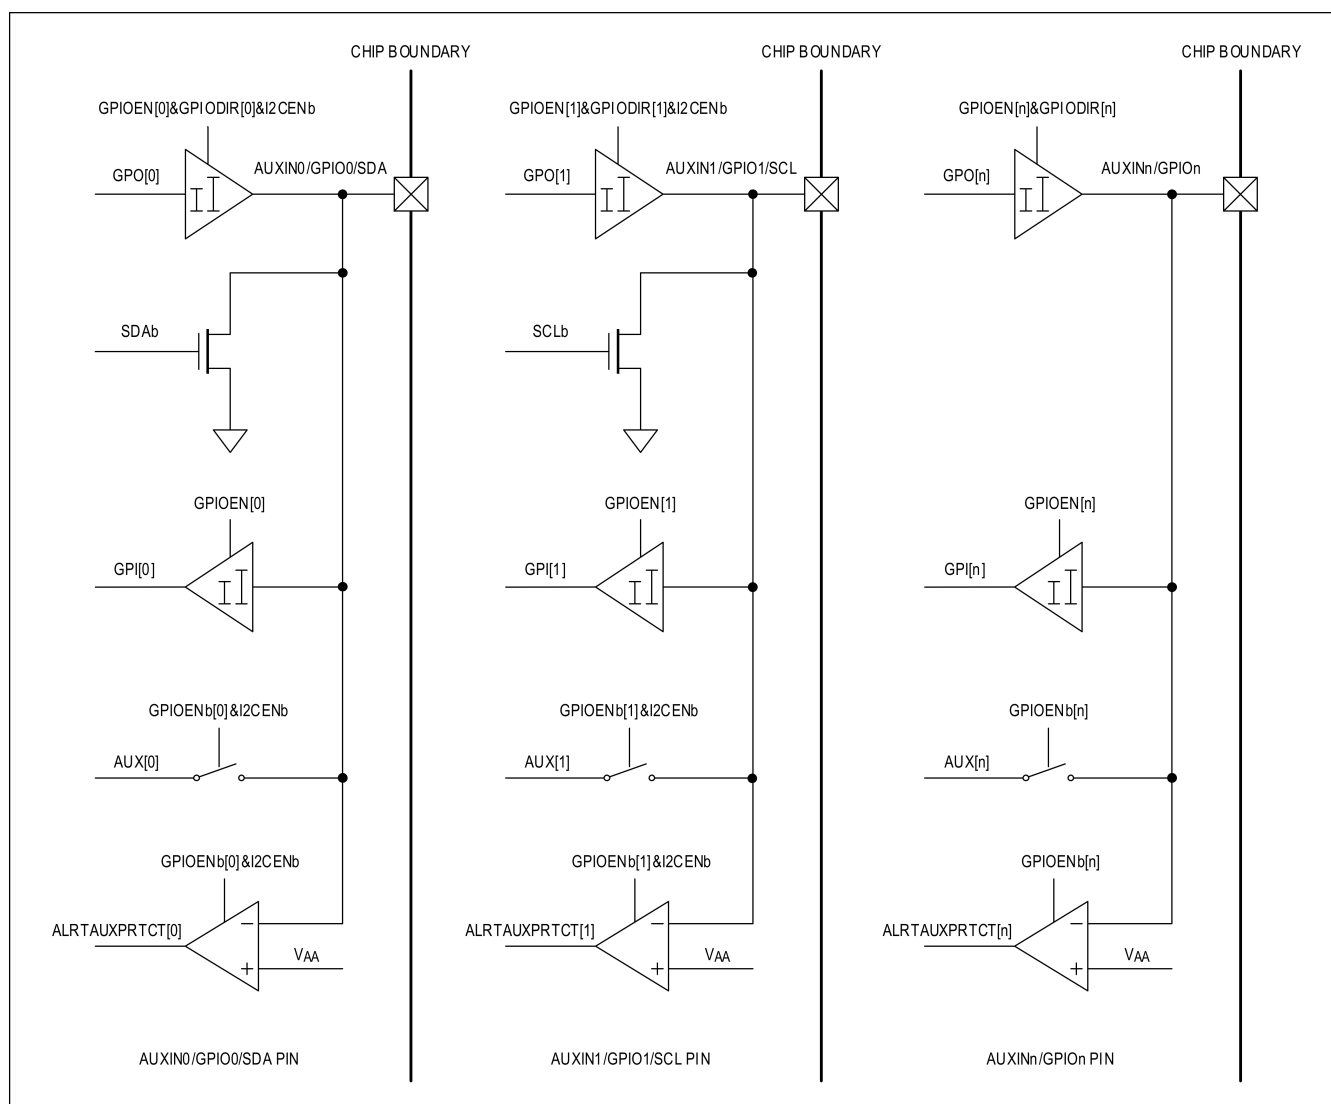 CHIP BOUNDARY
CHIP BOUNDARY
CHIP BOUNDARY
GPIOEN[0]&GPIODIR[0]&I2CENb
GPIOEN[1]&GPIODIR[1]&I2CENb
GPIOEN[n]&GPIODIR[n]
GPO[0]
AUXIN0/GPIO0/SDA
GPO[1]
AUXIN1/GPIO1/SCL
GPO[n]
AUXINn/GPIOn
SDAb
SCLb
GPIOEN[0]
GPIOEN[1]
GPIOEN[n]
GPI[0]
GPI[1]
GPI[n]
GPIOENb[0]&I2CENb
GPIOENb[1]&I2CENb
GPIOENb[n]
AUX[0]
AUX[1]
AUX[n]
GPIOENb[0]&I2CENb
GPIOENb[1]&I2CENb
GPIOENb[n]
ALRTAUXPRTCT[0]
−
+
VAA
ALRTAUXPRTCT[1]
−
+
VAA
ALRTAUXPRTCT[n]
−
+
VAA
AUXIN0/GPIO0/SDA PIN
AUXIN1/GPIO1/SCL PIN
AUXINn/GPIOn PIN